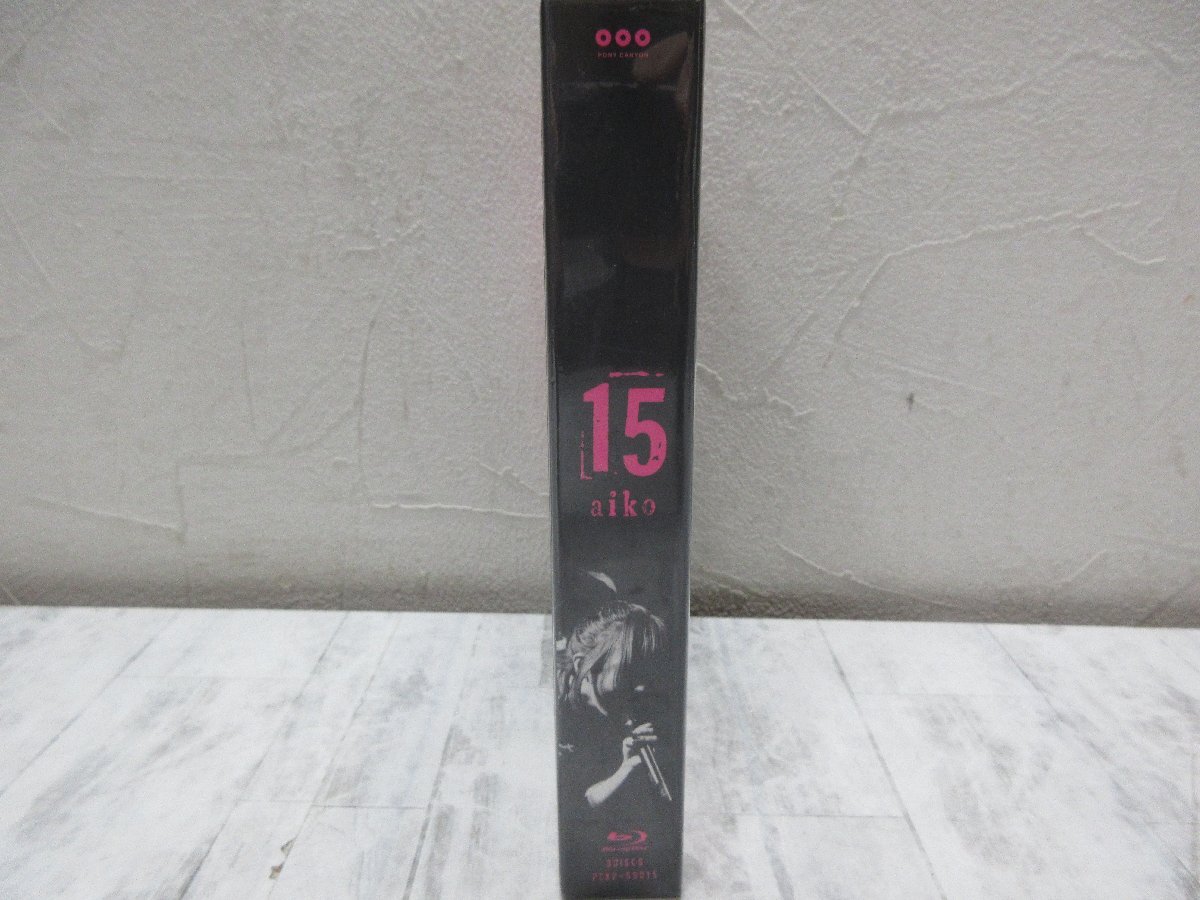 PONY CANYON
15
aiko
Blu-ray Disc
3DISCS